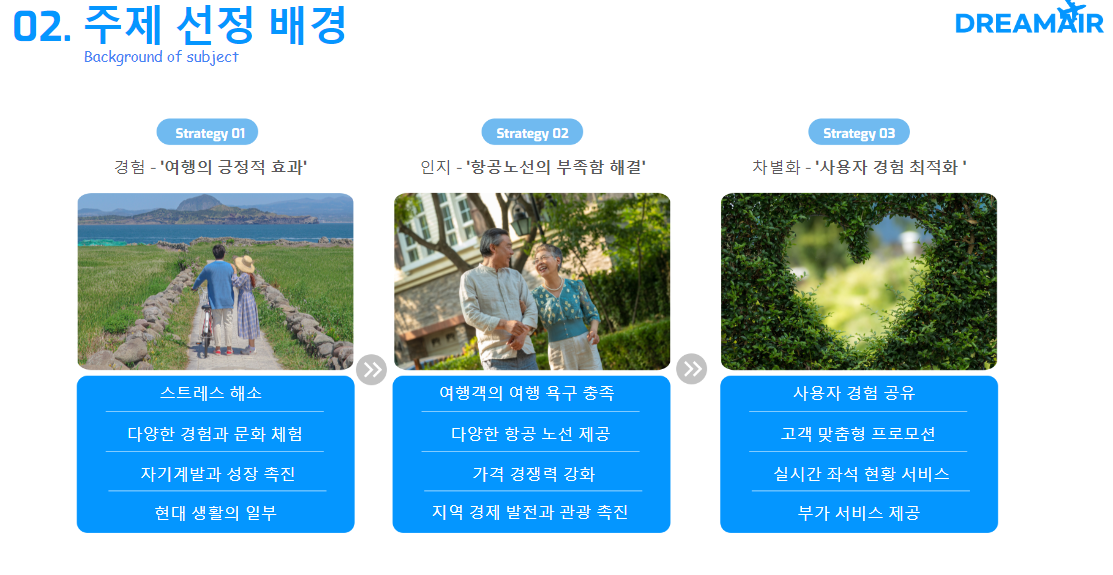 02. 주제 선정 배경
Background of subject
DREAMAIR
Strategy 01
경험 - '여행의 긍정적 효과'
스트레스 해소
다양한 경험과 문화 체험
자기계발과 성장 촉진
현대 생활의 일부
Strategy 02
인지 - '항공노선의 부족함 해결'
여행객의 여행 욕구 충족
다양한 항공 노선 제공
가격 경쟁력 강화
지역 경제 발전과 관광 촉진
Strategy 03
차별화 - '사용자 경험 최적화 '
사용자 경험 공유
고객 맞춤형 프로모션
실시간 좌석 현황 서비스
부가 서비스 제공